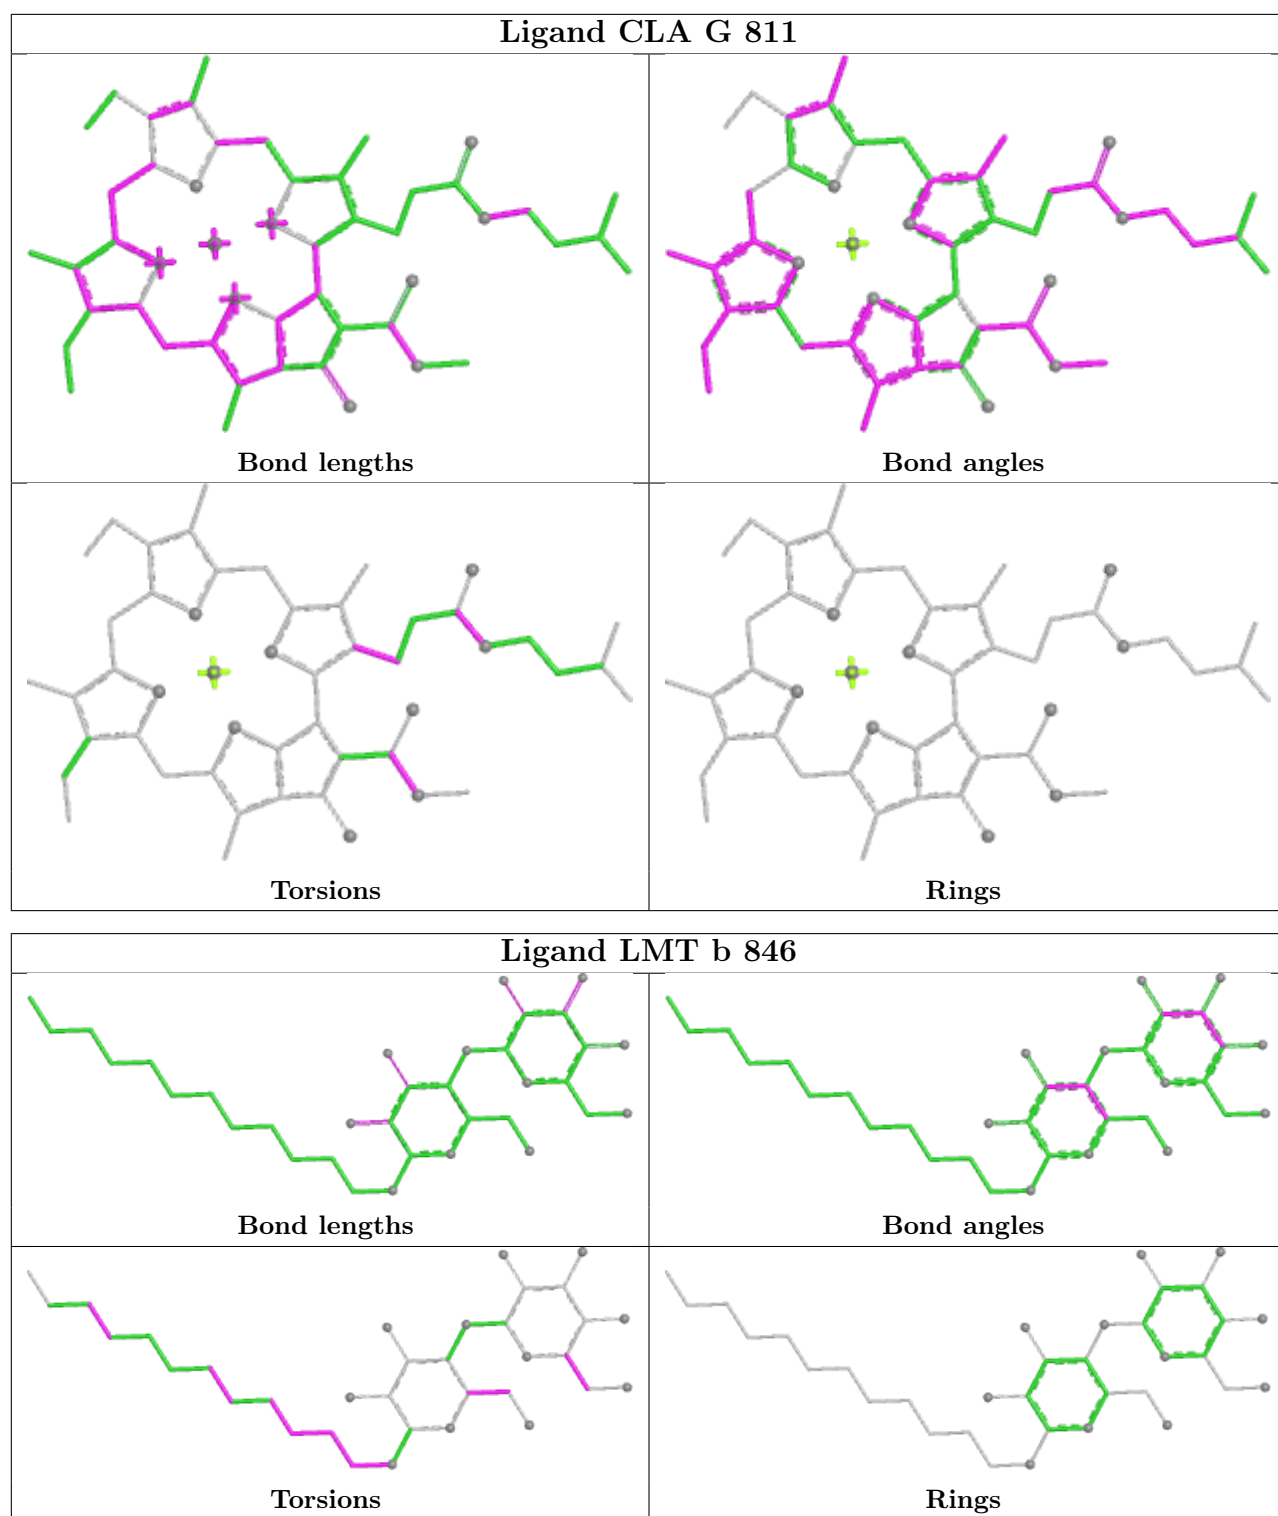 Ligand CLA G 811
Bond lengths
Bond angles
Torsions
Rings
Ligand LMT b 846
Bond lengths
Bond angles
Torsions
Rings